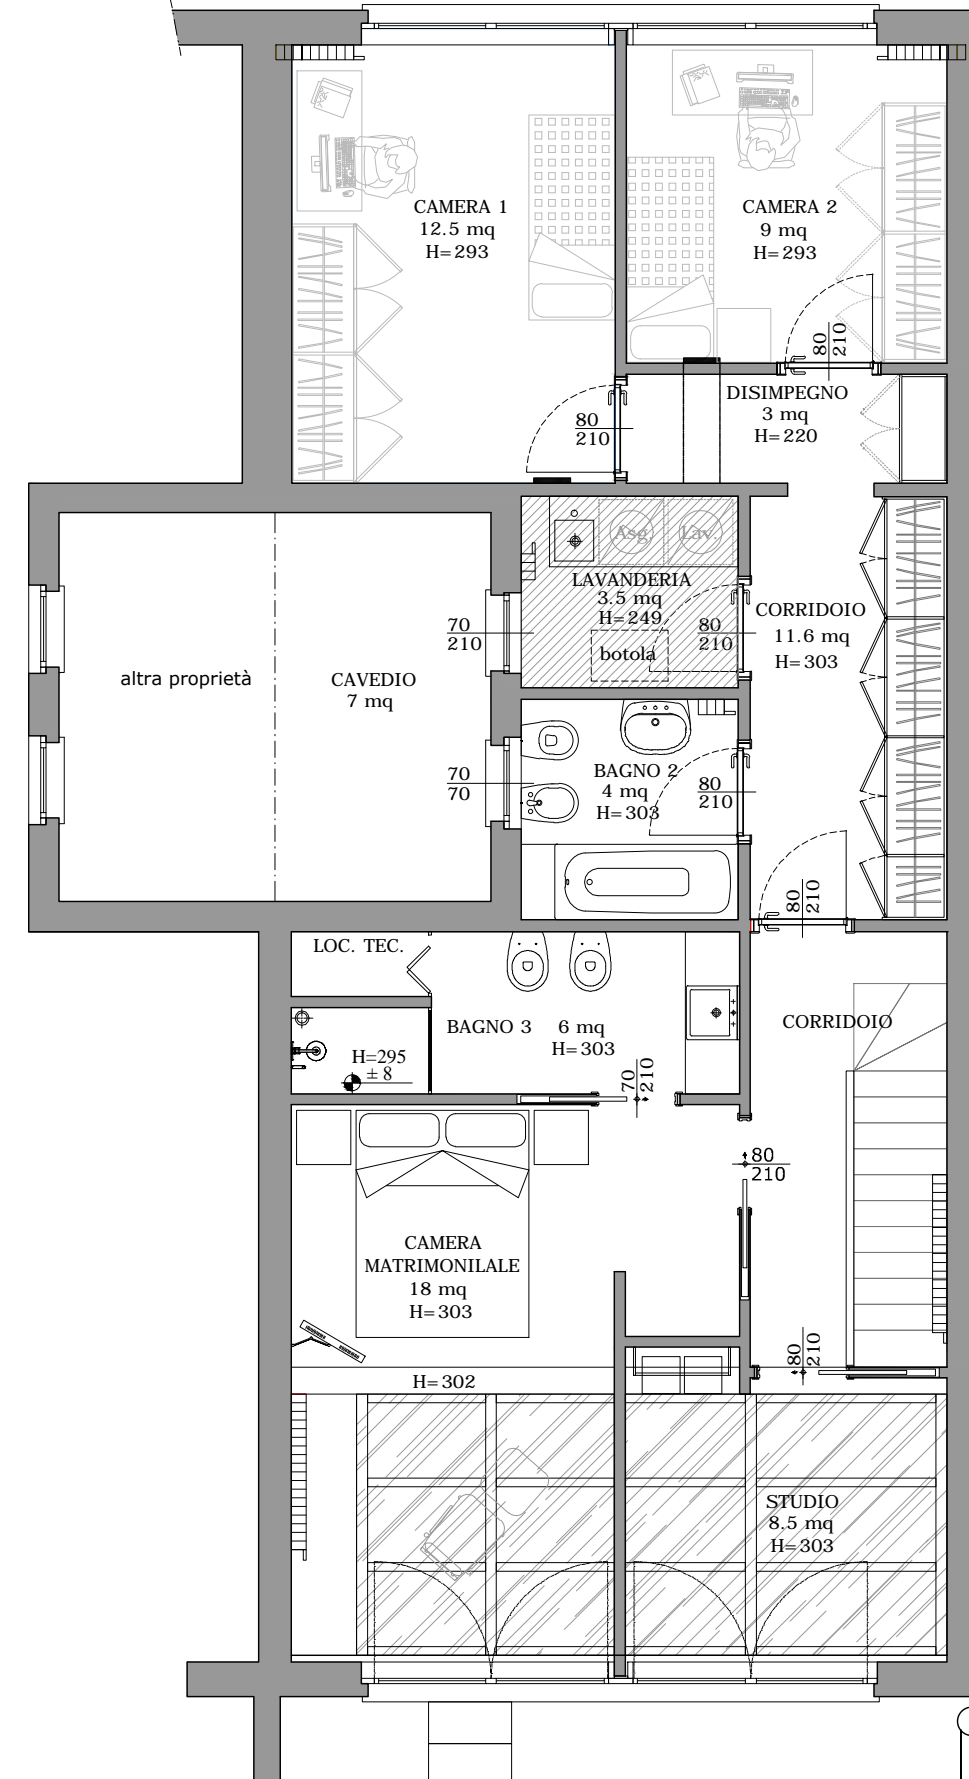 CAMERA 1
12.5 mq
H=293
CAMERA 2
9 mq
H=293
80
210
DISIMPEGNO
3 mq
H=220
80
210
Asg.
Lav.
LAVANDERIA
3.5 mq
H=249
botola
70
210
80
210
CORRIDOIO
11.6 mq
H=303
altra proprietà
CAVEDIO
7 mq
70
70
BAGNO 2
4 mq
H=303
80
210
80
210
LOC. TEC.
BAGNO 3 6 mq
H=303
CORRIDOIO
H=295
±8
70
210
80
210
CAMERA
MATRIMONILALE
18 mq
H=303
80
210
H=302
STUDIO
8.5 mq
H=303